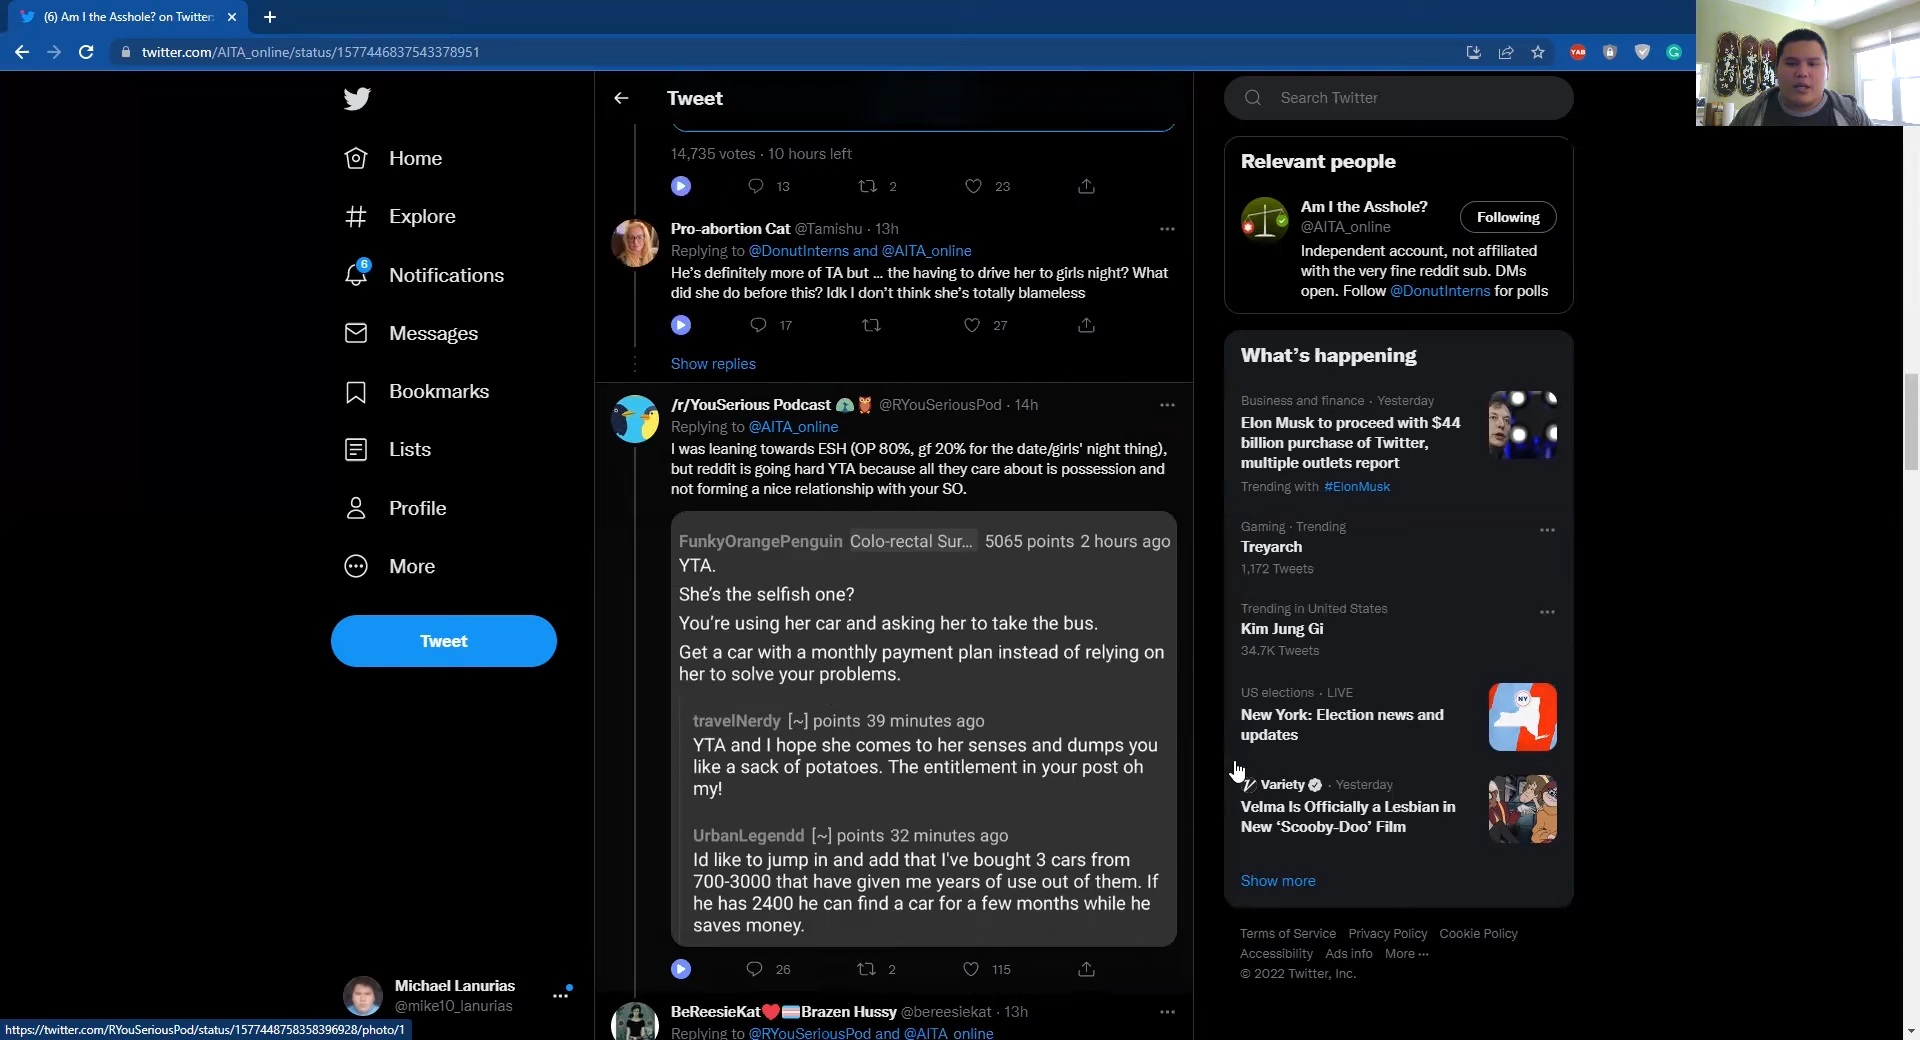 (6) Am I the Asshole? on Twitter:
twitter.com/AITA_online/status/1577446837543378951
YAB
Home
Explore
6
Notifications
Messages
Bookmarks
Lists
Profile
More
Tweet
Michael Lanurias
@mike10_lanurias
https://twitter.com/RYouSeriousPod/status/1577448758358396928/photo/1
Tweet
14,735 votes · 10 hours left
13 2 23
Pro-abortion Cat @Tamishu · 13h
Replying to @DonutInterns and @AITA_online
He's definitely more of TA but ... the having to drive her to girls night? What
did she do before this? Idk I don't think she's totally blameless
17 27
Show replies
/r/YouSerious Podcast @RYouSeriousPod · 14h
Replying to @AITA_online
I was leaning towards ESH (OP 80%, gf 20% for the date/girls' night thing),
but reddit is going hard YTA because all they care about is possession and
not forming a nice relationship with your SO.
FunkyOrangePenguin Colo-rectal Sur... 5065 points 2 hours ago
YTA.
She's the selfish one?
You're using her car and asking her to take the bus.
Get a car with a monthly payment plan instead of relying on
her to solve your problems.
travelNerdy [~] points 39 minutes ago
YTA and I hope she comes to her senses and dumps you
like a sack of potatoes. The entitlement in your post oh
my!
UrbanLegendd [~] points 32 minutes ago
Id like to jump in and add that I've bought 3 cars from
700-3000 that have given me years of use out of them. If
he has 2400 he can find a car for a few months while he
saves money.
26 2 115
BeReesieKat Brazen Hussy @bereesiekat · 13h
Replying to @RYouSeriousPod and @AITA_online
Search Twitter
Relevant people
Am I the Asshole?
@AITA_online
Following
Independent account, not affiliated
with the very fine reddit sub. DMs
open. Follow @DonutInterns for polls
What's happening
Business and finance · Yesterday
Elon Musk to proceed with $44
billion purchase of Twitter,
multiple outlets report
Trending with #ElonMusk
Gaming · Trending
Treyarch
1,172 Tweets
Trending in United States
Kim Jung Gi
34.7K Tweets
US elections · LIVE
New York: Election news and
updates
NY
Variety · Yesterday
Velma Is Officially a Lesbian in
New 'Scooby-Doo' Film
Show more
Terms of Service Privacy Policy Cookie Policy
Accessibility Ads info More ...
© 2022 Twitter, Inc.